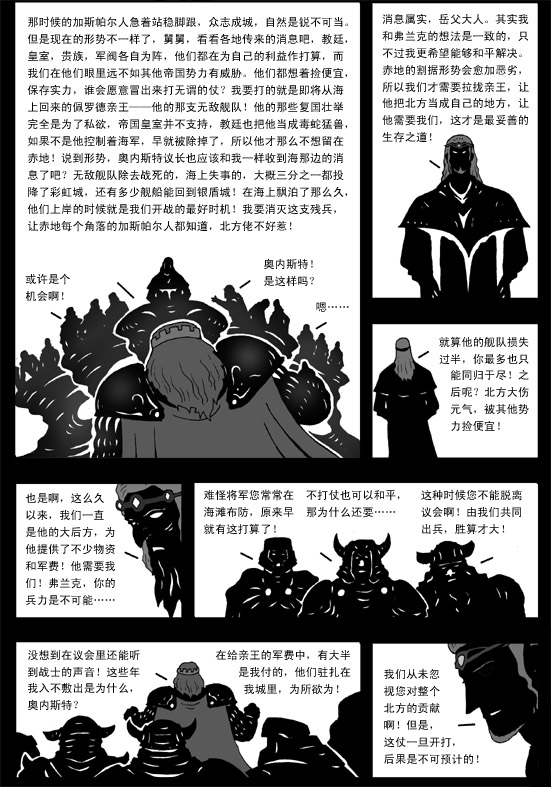 那时候的加斯帕尔人急着站稳脚跟，众志成城，自然是锐不可当。
但是现在的形势不一样了，舅舅，看看各地传来的消息吧，教廷，
皇室，贵族，军阀各自为阵，他们都在为自己的利益作打算，而
我们在他们眼里远不如其他帝国势力有威胁。他们都想着捡便宜，
保存实力，谁会愿意冒出来打无谓的仗？我要打的就是即将从海
上回来的佩罗德亲王——他的那支无敌舰队！他的那些复国壮举
完全是为了私欲，帝国皇室并不支持，教廷也把他当成毒蛇猛兽，
如果不是他控制着海军，早就被除掉了，所以他才那么不想留在
赤地！说到形势，奥内斯特议长也应该和我一样收到海那边的消
息了吧？无敌舰队除去战死的，海上失事的，大概三分之一都投
降了彩虹城，还有多少舰船能回到银盾城！在海上飘泊了那么久，
他们上岸的时候就是我们开战的最好时机！我要消灭这支残兵，
让赤地每个角落的加斯帕尔人都知道，北方佬不好惹！
或许是个
机会啊！
奥内斯特！
是这样吗？
嗯……
消息属实，岳父大人。其实我
和弗兰克的想法是一致的，只
不过我更希望能够和平解决。
赤地的割据形势会愈加恶劣，
所以我们才需要拉拢亲王，让
他把北方当成自己的地方，让
他需要我们，这才是最妥善的
生存之道！
就算他的舰队损失
过半，你最多也只
能同归于尽！之
后呢？北方大伤
元气，被其他势
力捡便宜！
也是啊，这么久
以来，我们一直
是他的大后方，为
他提供了不少物资
和军费！他需要我
们！弗兰克，你的
兵力是不可能……
难怪将军您常常在
海滩布防，原来早
就有这打算了！
不打仗也可以和平，
那为什么还要……
这种时候您不能脱离
议会啊！由我们共同
出兵，胜算才大！
没想到在议会里还能听
到战士的声音！这些年
我入不敷出是为什么，
奥内斯特？
在给亲王的军费中，有大半
是我付的，他们驻扎在
我城里，为所欲为！
我们从未忽
视您对整个
北方的贡献
啊！但是，
这仗一旦开打，
后果是不可预计的！